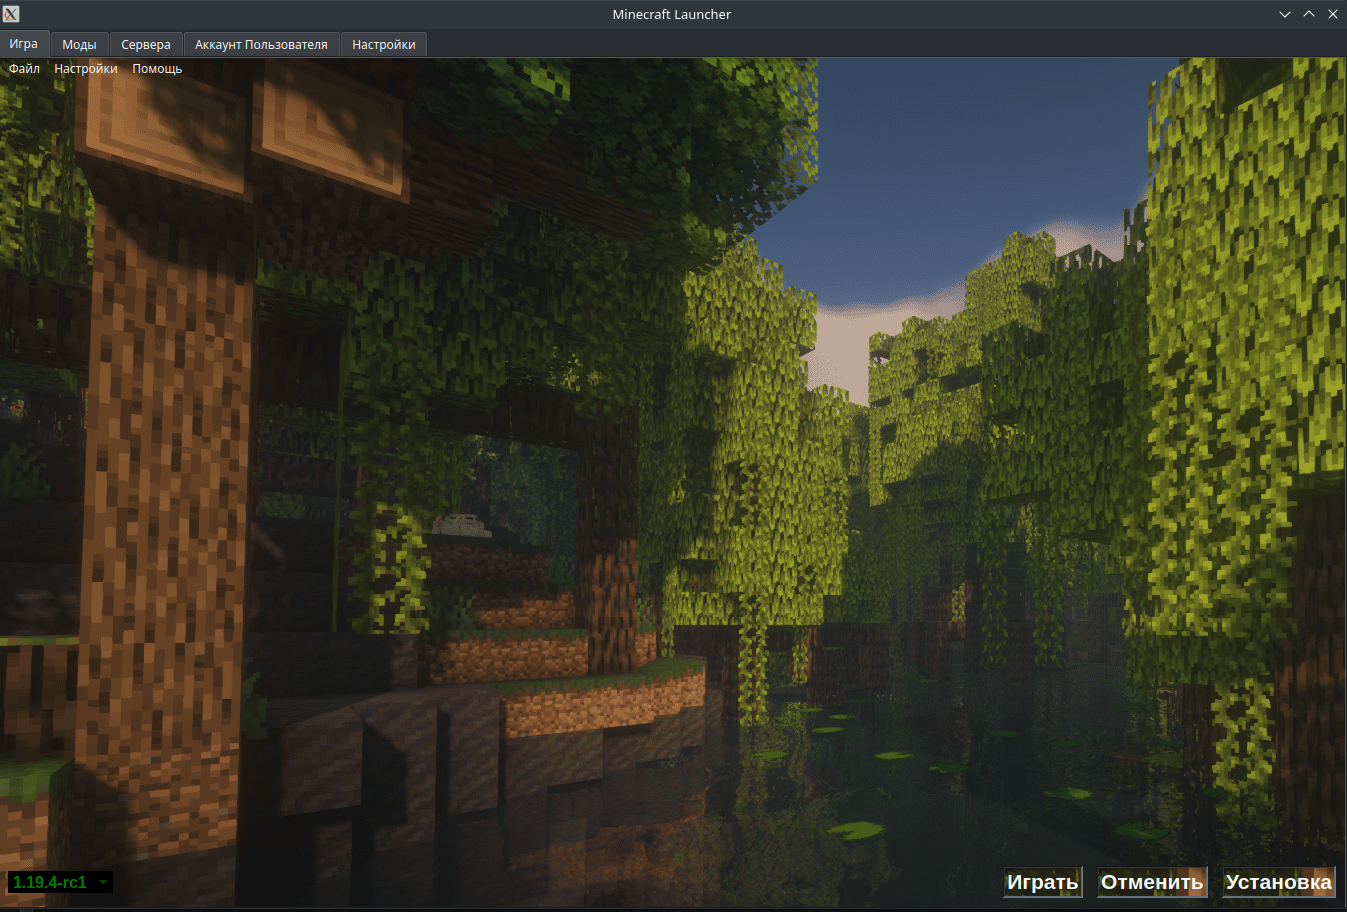 Minecraft Launcher
Игра Моды Сервера Аккаунт Пользователя Настройки
Файл Настройки Помощь
1.19.4-rc1 Играть Отменить Установка